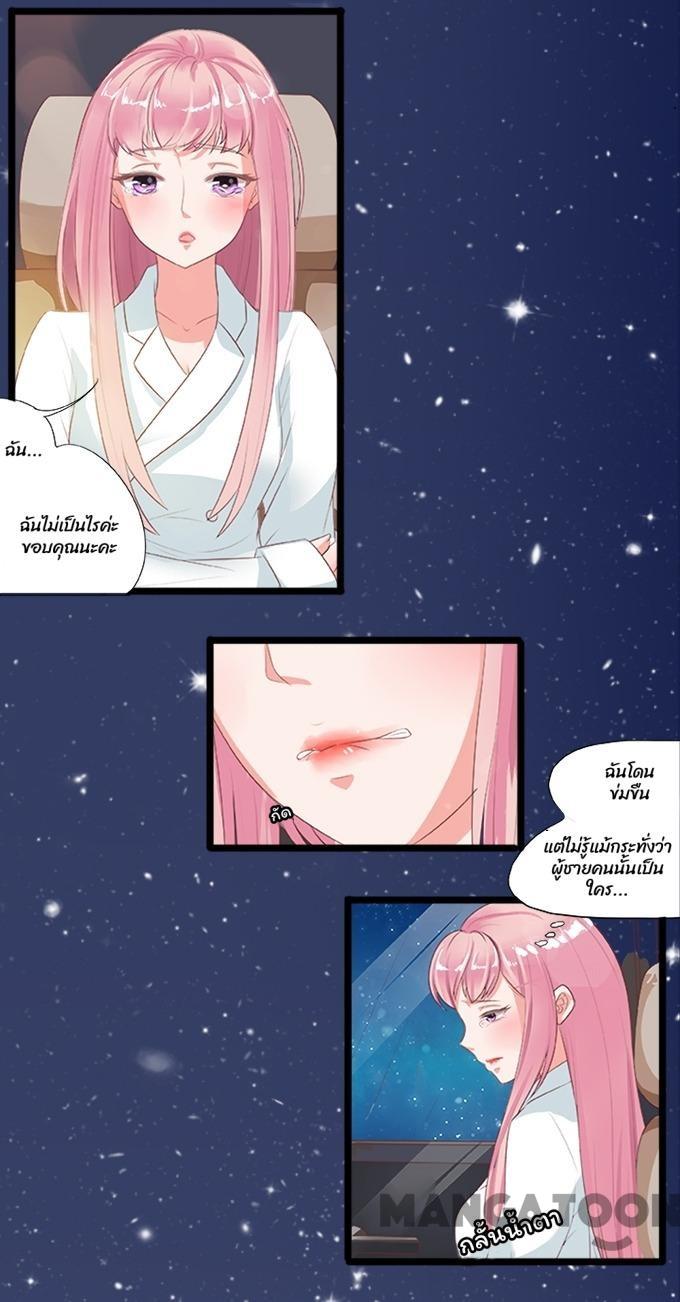 ฉัน...
ฉันไม่เป็นไรค่ะ
ขอบคุณนะคะ
กัด
ฉันโดน
ข่มขืน
แต่ไม่รู้แม้กระทั่งว่า
ผู้ชายคนนั้นเป็น
ใคร...
MANGATOON
กลั้นน้ำตา